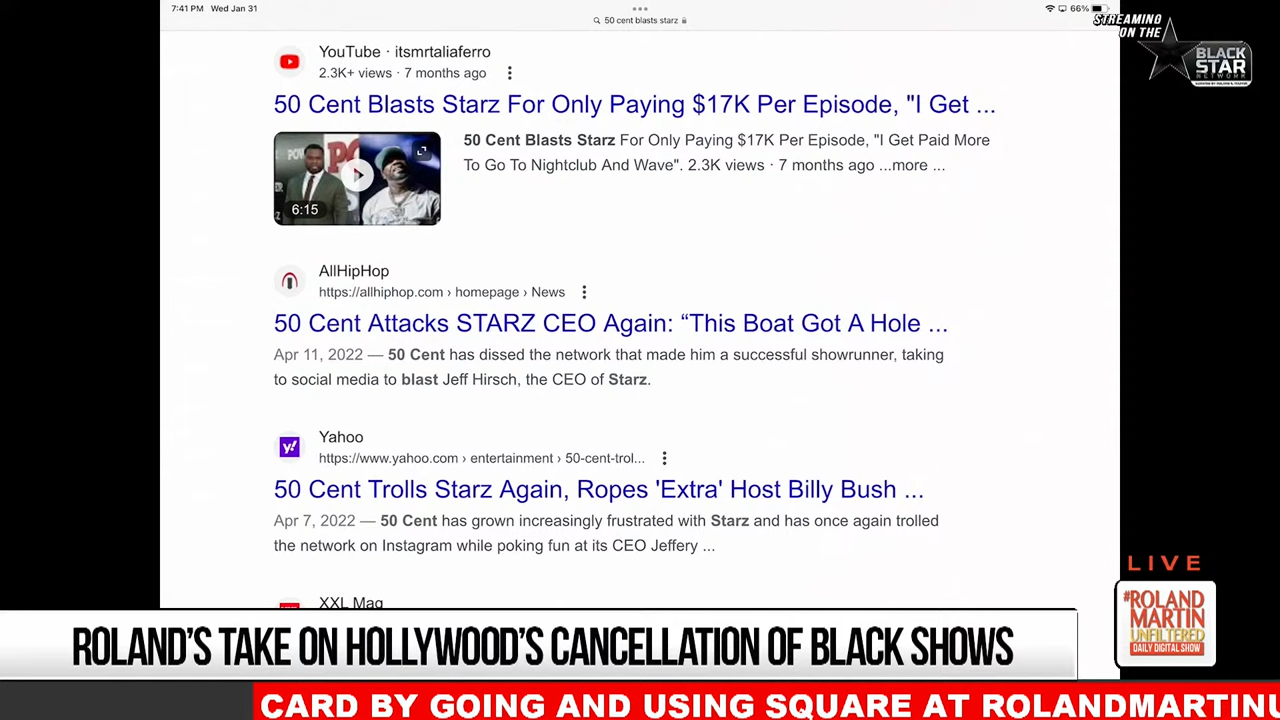 7:41 PM Wed Jan 31
66%
50 cent blasts starz
STREAMING
ON THE
BLACK
STAR
NETWORK
YouTube · itsmrtaliaferro
2.3K+ views · 7 months ago
50 Cent Blasts Starz For Only Paying $17K Per Episode, "I Get ...
50 Cent Blasts Starz For Only Paying $17K Per Episode, "I Get Paid More
To Go To Nightclub And Wave". 2.3K views · 7 months ago ...more ...
6:15
AllHipHop
https://allhiphop.com › homepage › News
50 Cent Attacks STARZ CEO Again: “This Boat Got A Hole ...
Apr 11, 2022 — 50 Cent has dissed the network that made him a successful showrunner, taking
to social media to blast Jeff Hirsch, the CEO of Starz.
Yahoo
https://www.yahoo.com › entertainment › 50-cent-trol...
50 Cent Trolls Starz Again, Ropes 'Extra' Host Billy Bush ...
Apr 7, 2022 — 50 Cent has grown increasingly frustrated with Starz and has once again trolled
the network on Instagram while poking fun at its CEO Jeffery ...
XXL Mag
LIVE
#ROLAND
MARTIN
UNFILTERED
DAILY DIGITAL SHOW
ROLAND'S TAKE ON HOLLYWOOD'S CANCELLATION OF BLACK SHOWS
CARD BY GOING AND USING SQUARE AT ROLANDMARTINU